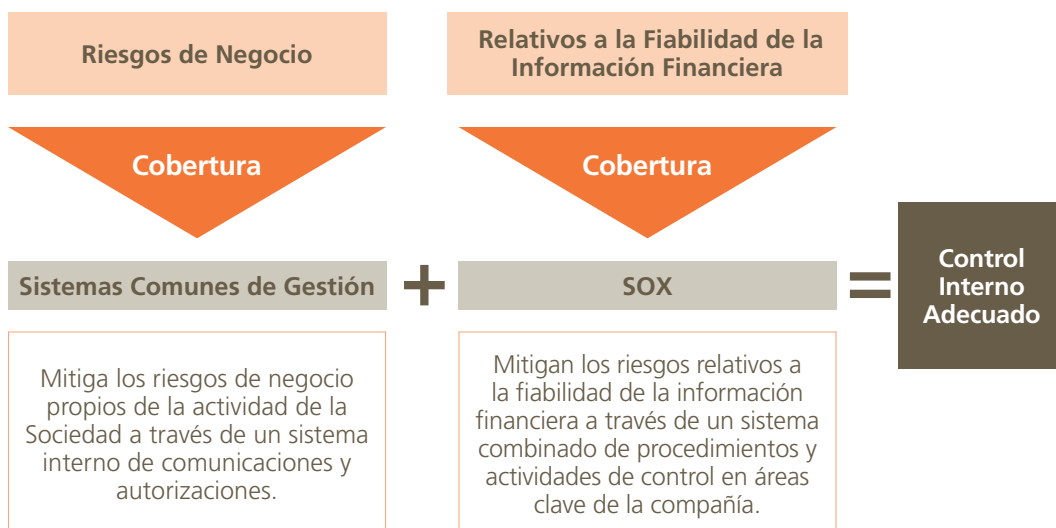 Riesgos de Negocio
Relativos a la Fiabilidad de la
Información Financiera
Cobertura
Cobertura
Sistemas Comunes de Gestión
+
SOX
=
Control
Interno
Adecuado
Mitiga los riesgos de negocio
propios de la actividad de la
Sociedad a través de un sistema
interno de comunicaciones y
autorizaciones.
Mitigan los riesgos relativos a
la fiabilidad de la información
financiera a través de un sistema
combinado de procedimientos y
actividades de control en áreas
clave de la compañía.